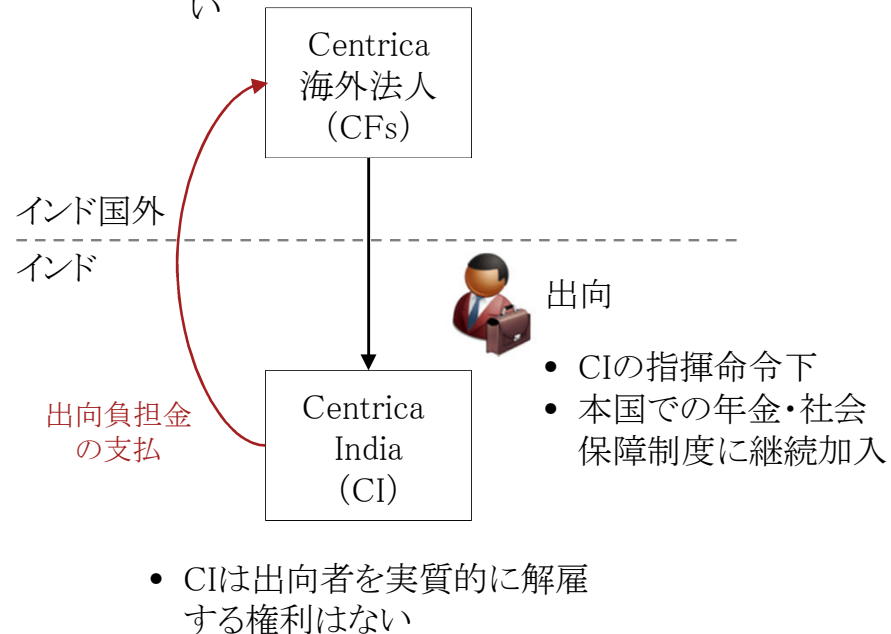 い
Centrica
海外法人
(CFs)
インド国外
インド
出向
• CIの指揮命令下
• 本国での年金・社会
保障制度に継続加入
出向負担金
の支払
Centrica
India
(CI)
• CIは出向者を実質的に解雇
する権利はない